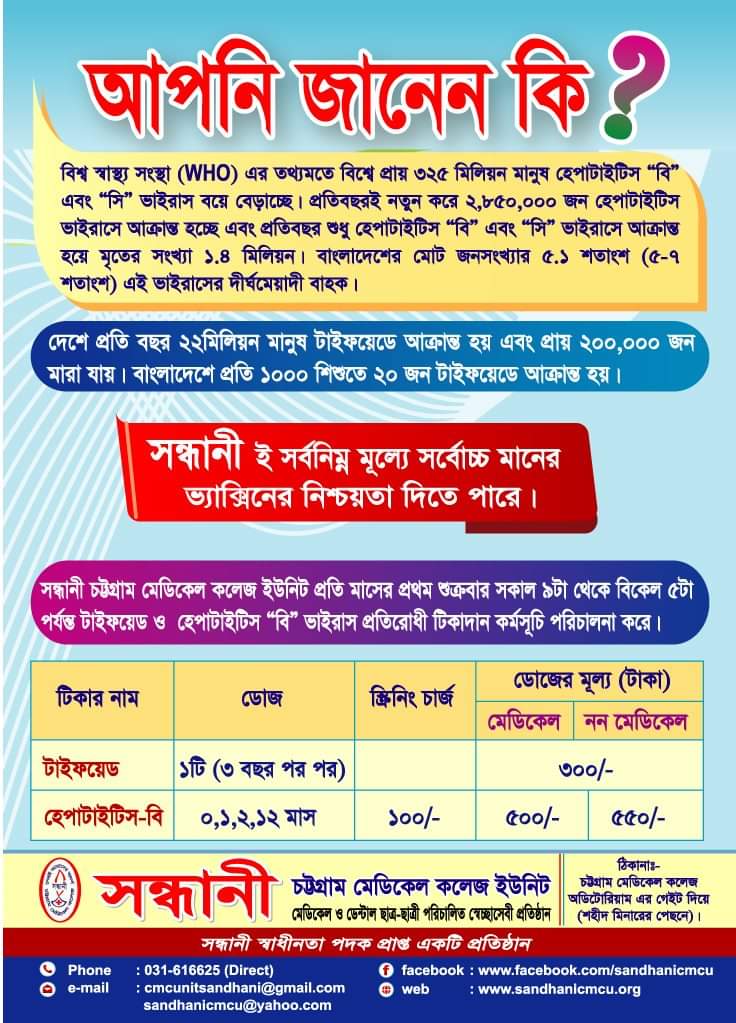 আপনি জানেন কি ?
বিশ্ব স্বাস্থ্য সংস্থা (WHO) এর তথ্যমতে বিশ্বে প্রায় ৩২৫ মিলিয়ন মানুষ হেপাটাইটিস “বি”
এবং “সি” ভাইরাস বয়ে বেড়াচ্ছে। প্রতিবছরই নতুন করে ২,৮৫০,০০০ জন হেপাটাইটিস
ভাইরাসে আক্রান্ত হচ্ছে এবং প্রতিবছর শুধু হেপাটাইটিস “বি” এবং “সি” ভাইরাসে আক্রান্ত
হয়ে মৃতের সংখ্যা ১.৪ মিলিয়ন। বাংলাদেশের মোট জনসংখ্যার ৫.১ শতাংশ (৫-৭
শতাংশ) এই ভাইরাসের দীর্ঘমেয়াদী বাহক।
দেশে প্রতি বছর ২২মিলিয়ন মানুষ টাইফয়েডে আক্রান্ত হয় এবং প্রায় ২০০,০০০ জন
মারা যায়। বাংলাদেশে প্রতি ১০০০ শিশুতে ২০ জন টাইফয়েডে আক্রান্ত হয়।
সন্ধানী ই সর্বনিম্ন মূল্যে সর্বোচ্চ মানের
ভ্যাক্সিনের নিশ্চয়তা দিতে পারে।
সন্ধানী চট্টগ্রাম মেডিকেল কলেজ ইউনিট প্রতি মাসের প্রথম শুক্রবার সকাল ৯টা থেকে বিকেল ৫টা
পর্যন্ত টাইফয়েড ও হেপাটাইটিস “বি” ভাইরাস প্রতিরোধী টিকাদান কর্মসূচি পরিচালনা করে।
টিকার নাম ডোজ স্ক্রিনিং চার্জ ডোজের মূল্য (টাকা)
মেডিকেল নন মেডিকেল
টাইফয়েড ১টি (৩ বছর পর পর) ৩০০/-
হেপাটাইটিস-বি ০,১,২,১২ মাস ১০০/- ৫০০/- ৫৫০/-
সন্ধানী চট্টগ্রাম মেডিকেল কলেজ ইউনিট
মেডিকেল ও ডেন্টাল ছাত্র-ছাত্রী পরিচালিত স্বেচ্ছাসেবী প্রতিষ্ঠান
ঠিকানাঃ-
চট্টগ্রাম মেডিকেল কলেজ
অডিটোরিয়াম এর গেইট দিয়ে
(শহীদ মিনারের পেছনে)।
সন্ধানী স্বাধীনতা পদক প্রাপ্ত একটি প্রতিষ্ঠান
Phone : 031-616625 (Direct)
e-mail : cmcunitsandhani@gmail.com
sandhanicmcu@yahoo.com
facebook : www.facebook.com/sandhanicmcu
web : www.sandhanicmcu.org